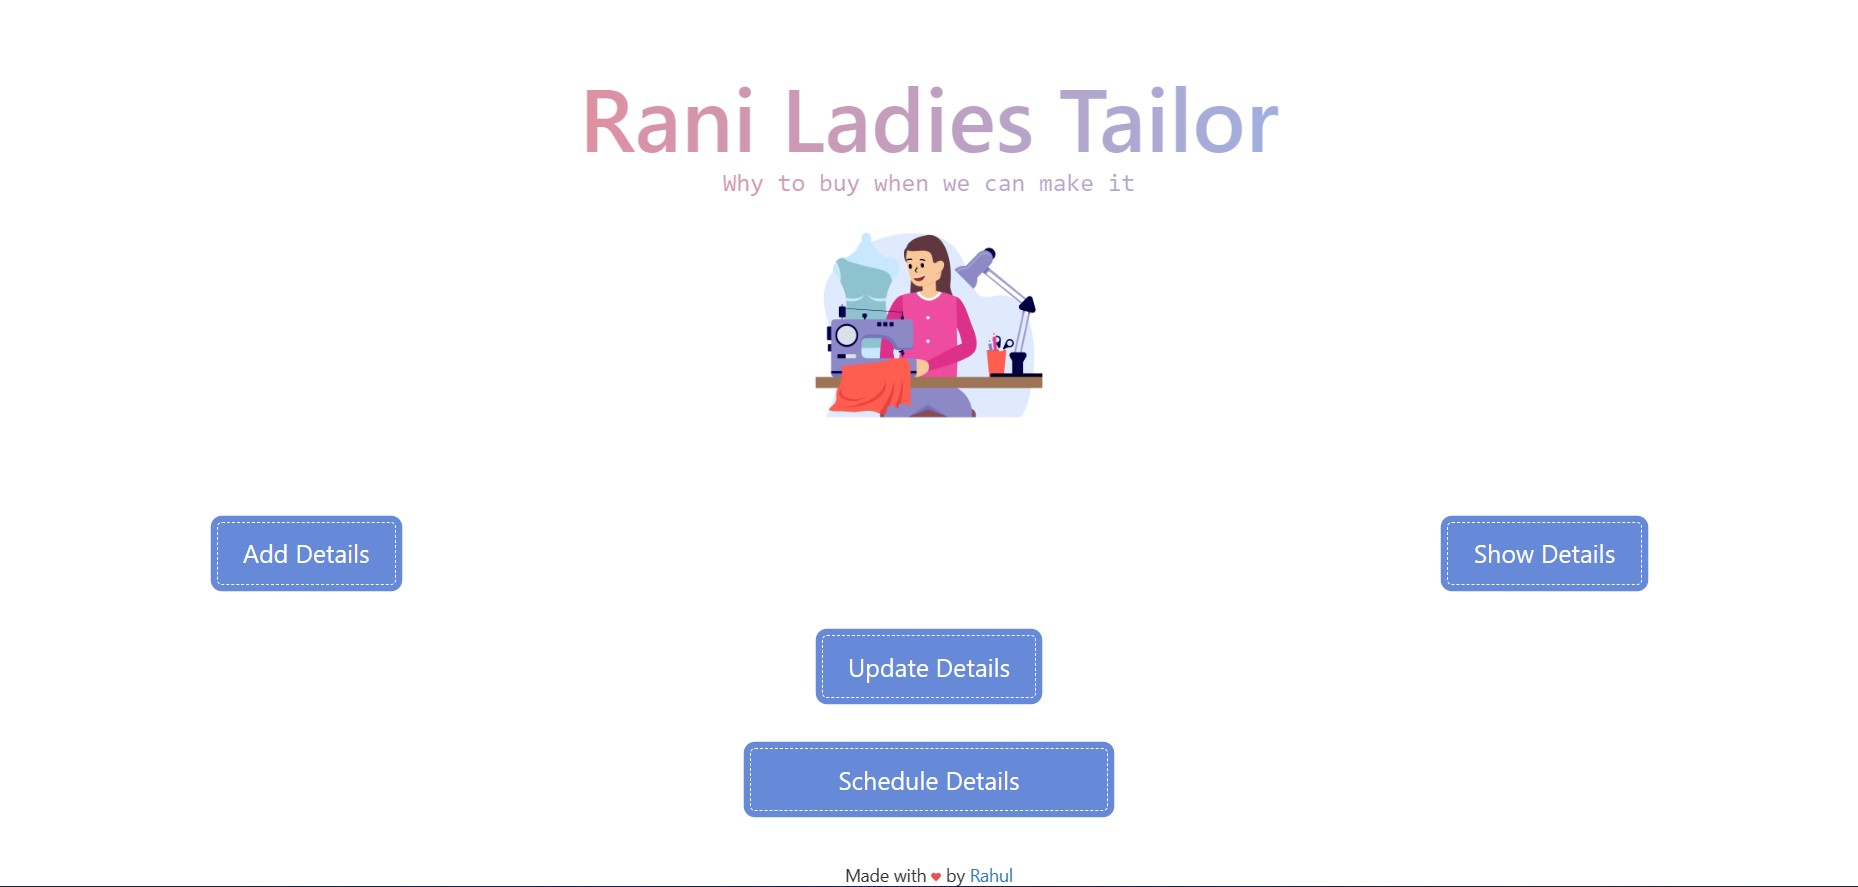 Rani Ladies Tailor
Why to buy when we can make it
Add Details
Show Details
Update Details
Schedule Details
Made with ❤ by Rahul